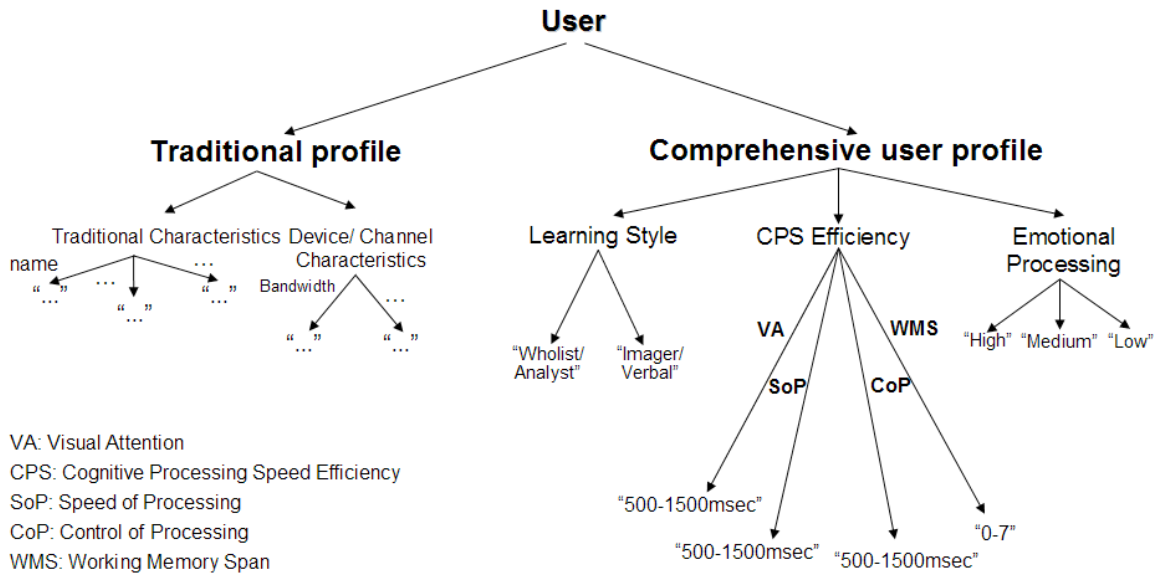 User
Traditional profile
Comprehensive user profile
Traditional Characteristics
Device/ Channel
Characteristics
Learning Style
CPS Efficiency
Emotional
Processing
name
…
…
Bandwidth
…
“…”
“…”
“…”
“…”
“…”
“Wholist/
Analyst”
“Imager/
Verbal”
VA
WMS
SoP
CoP
“High”
“Medium”
“Low”
“500-1500msec”
“500-1500msec”
“500-1500msec”
“0-7”
VA: Visual Attention
CPS: Cognitive Processing Speed Efficiency
SoP: Speed of Processing
CoP: Control of Processing
WMS: Working Memory Span